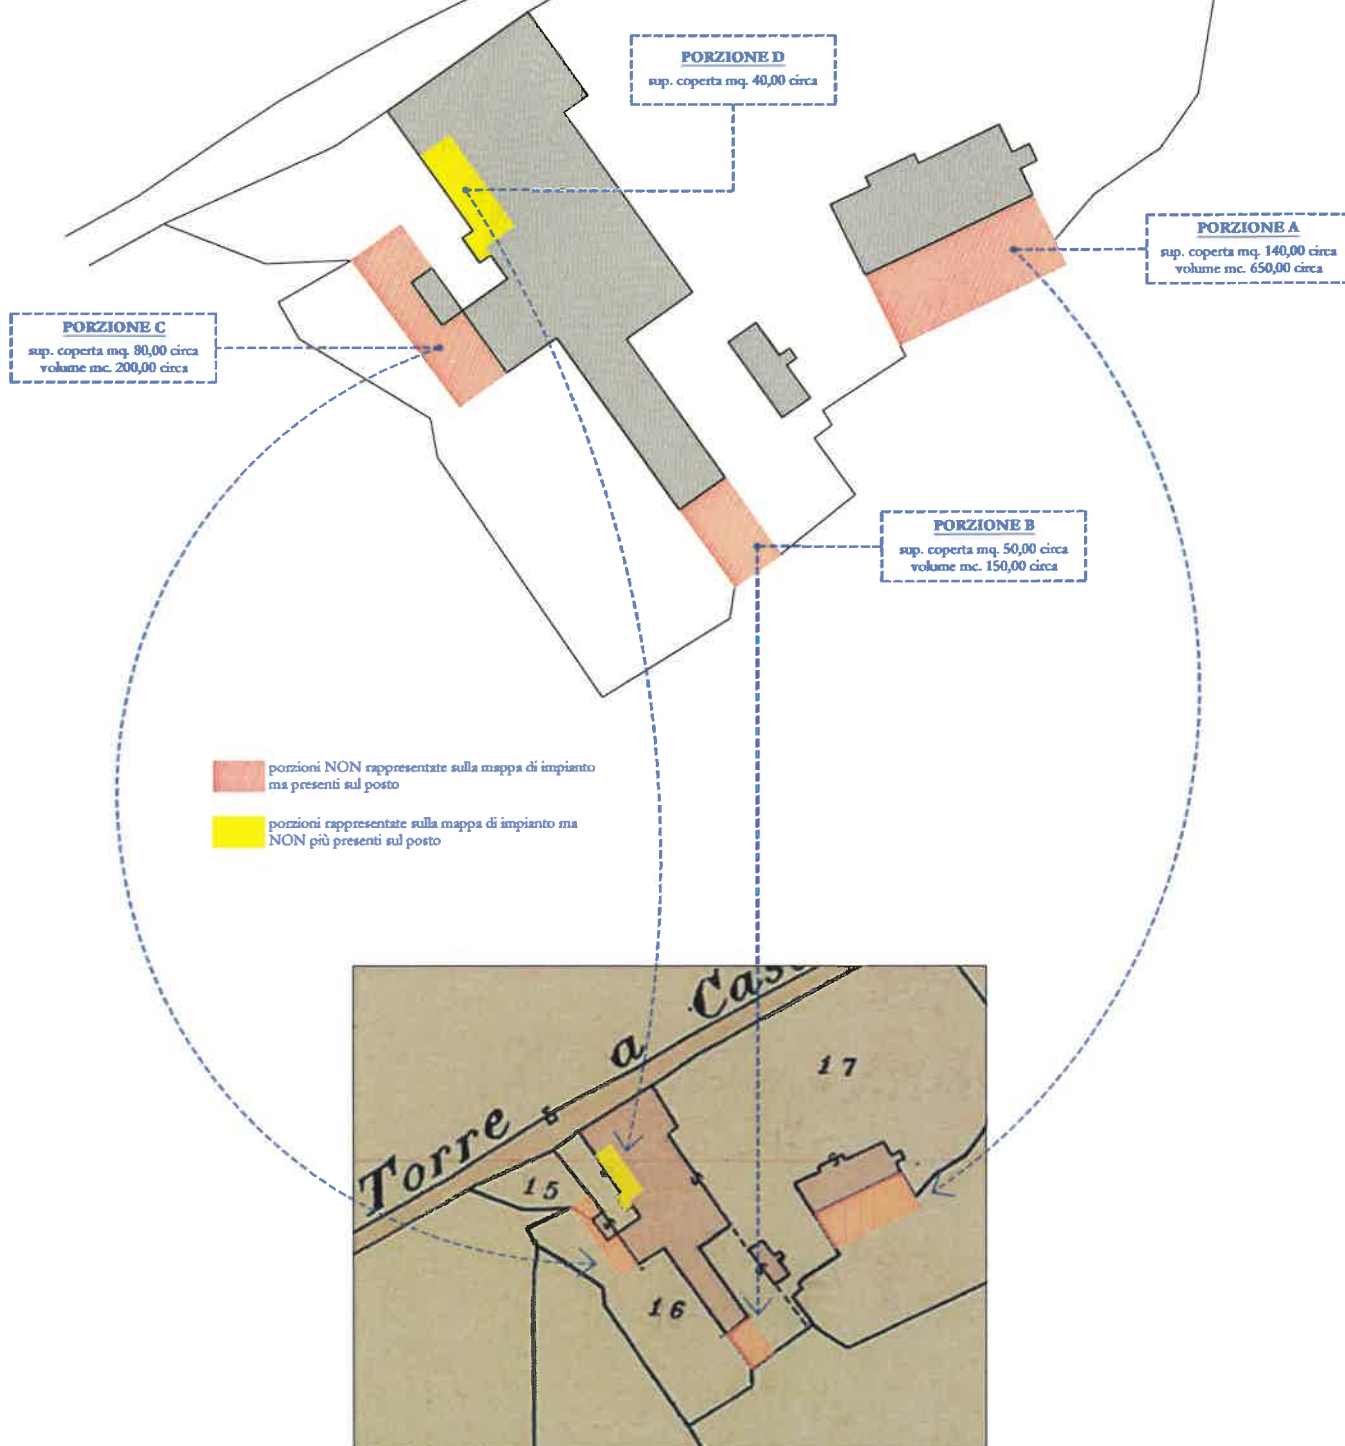 PORZIONE D
sup. coperta mq. 40,00 circa
PORZIONE A
sup. coperta mq. 140,00 circa
volume mc. 650,00 circa
PORZIONE C
sup. coperta mq. 80,00 circa
volume mc. 200,00 circa
PORZIONE B
sup. coperta mq. 50,00 circa
volume mc. 150,00 circa
porzioni NON rappresentate sulla mappa di impianto
ma presenti sul posto
porzioni rappresentate sulla mappa di impianto ma
NON più presenti sul posto
Torre a
17
15
16